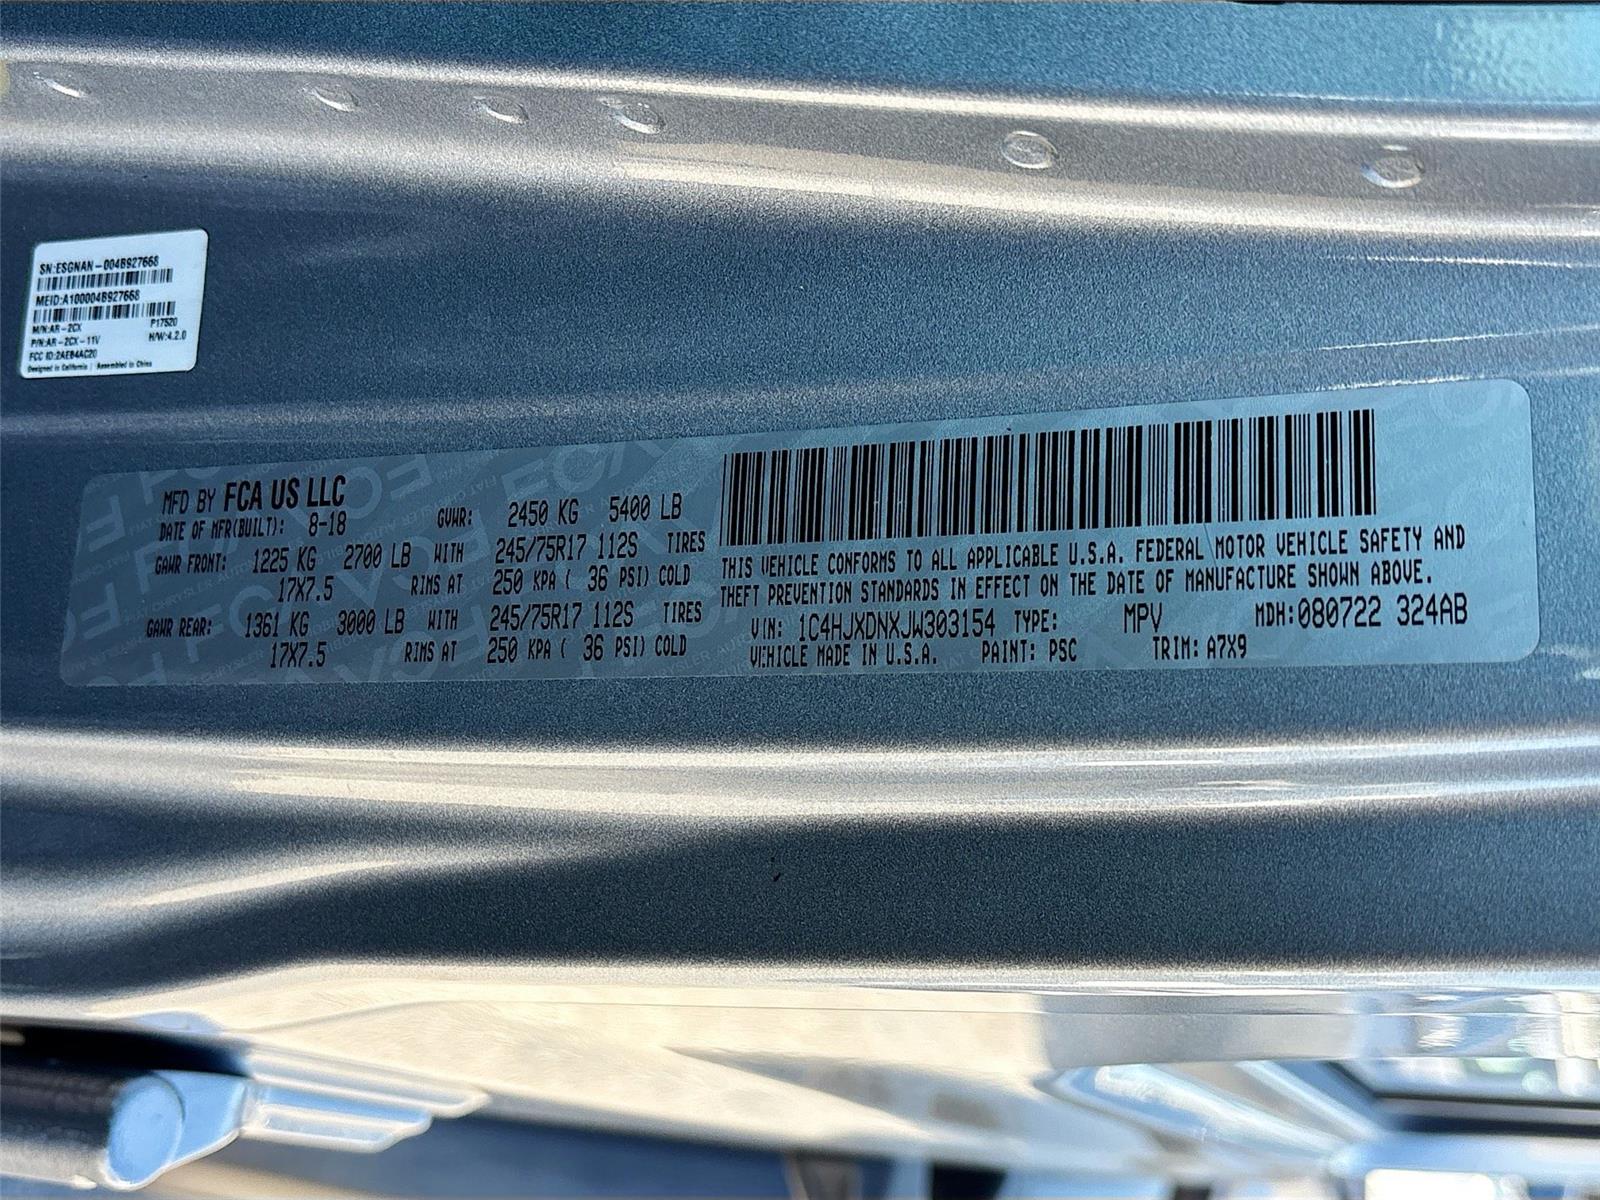 SN:ESGNAN-004B927668
MEID:A100004B927668
M/N:AR-2CX P17520
P/N:AR-2CX-11V H/W:4.2.0
FCC ID:2AEB4AC20
Designed in California | Assembled in China
MFD BY FCA US LLC
DATE OF MFR(BUILT): 8-18 GVWR: 2450 KG 5400 LB
GAWR FRONT: 1225 KG 2700 LB WITH 245/75R17 112S TIRES
17X7.5 RIMS AT 250 KPA ( 36 PSI) COLD
GAWR REAR: 1361 KG 3000 LB WITH 245/75R17 112S TIRES
17X7.5 RIMS AT 250 KPA ( 36 PSI) COLD
THIS VEHICLE CONFORMS TO ALL APPLICABLE U.S.A. FEDERAL MOTOR VEHICLE SAFETY AND
THEFT PREVENTION STANDARDS IN EFFECT ON THE DATE OF MANUFACTURE SHOWN ABOVE.
VIN: 1C4HJXDNXJW303154 TYPE: MPV MDH:080722 324AB
VEHICLE MADE IN U.S.A. PAINT: PSC TRIM: A7X9